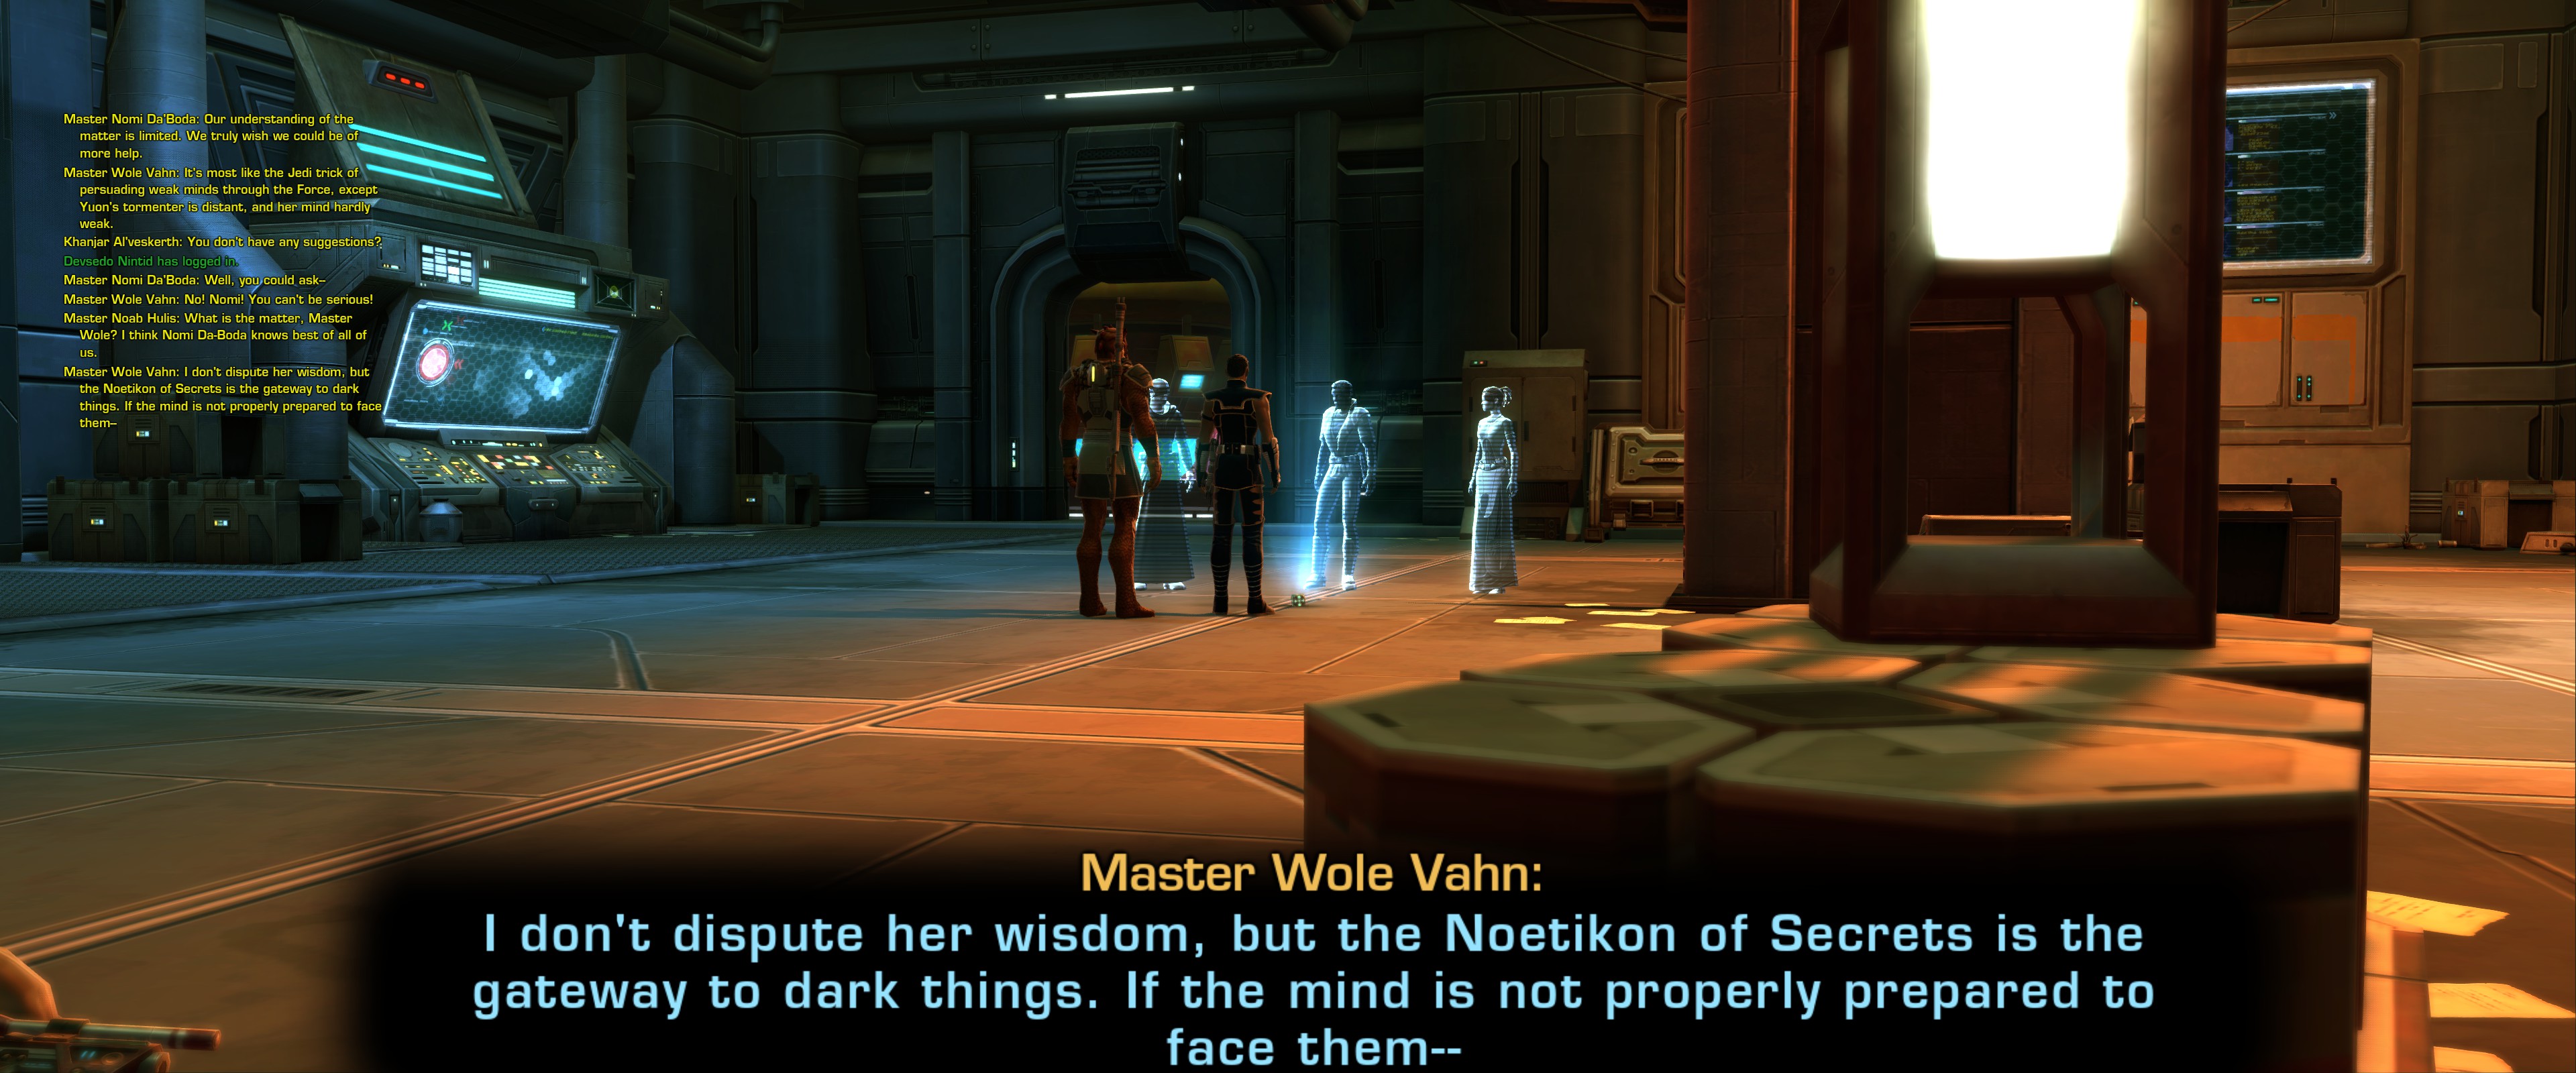 Master Nomi Da'Boda: Our understanding of the
matter is limited. We truly wish we could be of
more help.
Master Wole Vahn: It's most like the Jedi trick of
persuading weak minds through the Force, except
Yuon's tormenter is distant, and her mind hardly
weak.
Khanjar Al'veskerth: You don't have any suggestions?
Devsedo Nintid has logged in.
Master Nomi Da'Boda: Well, you could ask--
Master Wole Vahn: No! Nomi! You can't be serious!
Master Noab Hulis: What is the matter, Master
Wole? I think Nomi Da-Boda knows best of all of
us.
Master Wole Vahn: I don't dispute her wisdom, but
the Noetikon of Secrets is the gateway to dark
things. If the mind is not properly prepared to face
them--
Master Wole Vahn:
I don't dispute her wisdom, but the Noetikon of Secrets is the
gateway to dark things. If the mind is not properly prepared to
face them--